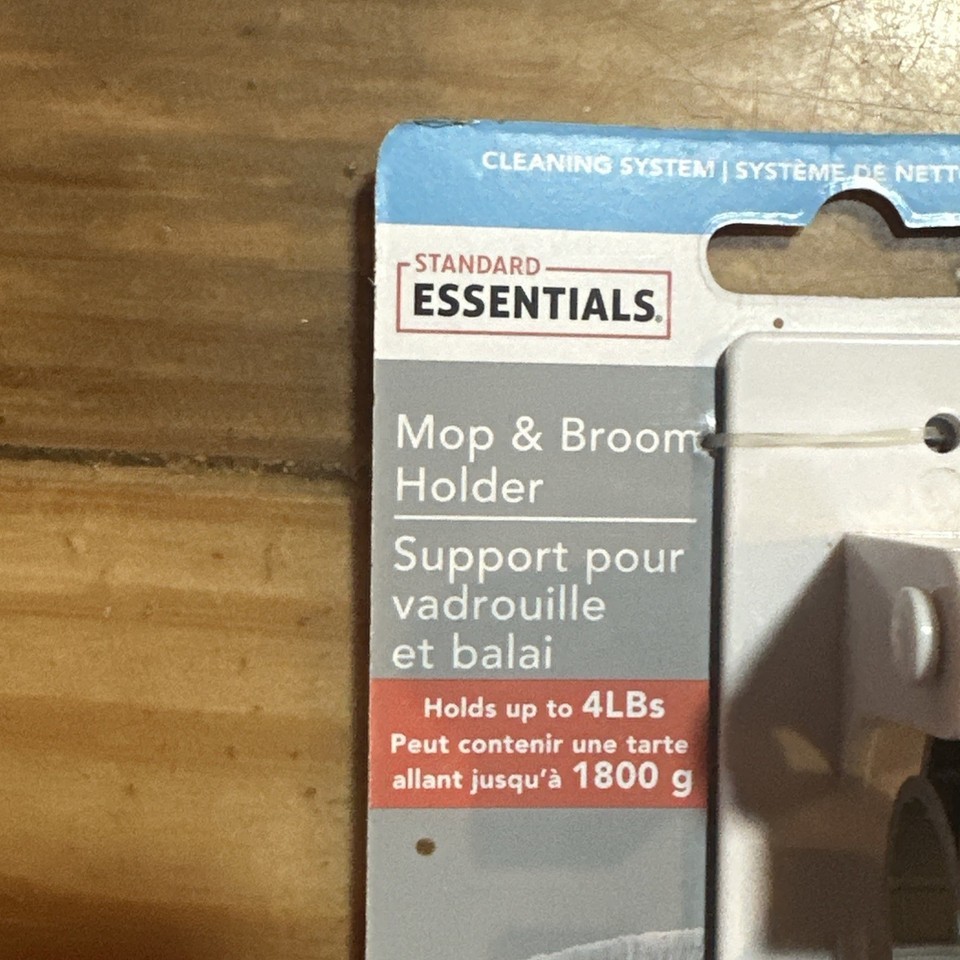 CLEANING SYSTEM | SYSTÈME DE
STANDARD
ESSENTIALS®
Mop & Broom
Holder
Support pour
vadrouille
et balai
Holds up to 4LBs
Peut contenir une tarte
allant jusqu'à 1800 g